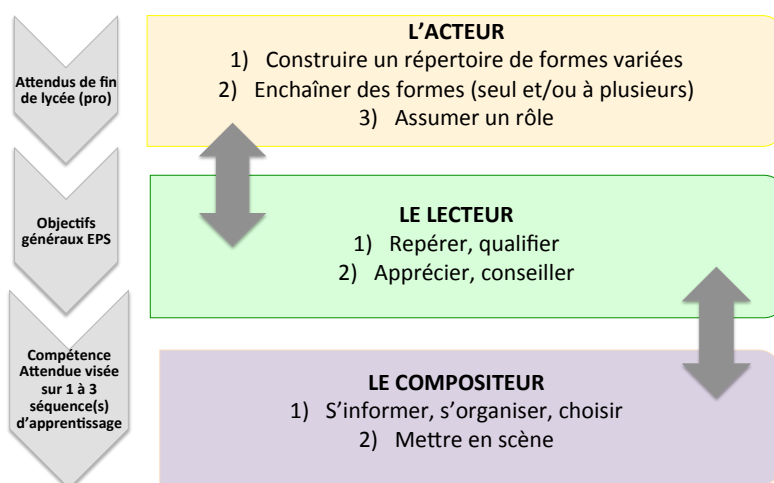 Attendus de fin
de lycée (pro)
L’ACTEUR
1) Construire un répertoire de formes variées
2) Enchaîner des formes (seul et/ou à plusieurs)
3) Assumer un rôle
Objectifs
généraux EPS
LE LECTEUR
1) Repérer, qualifier
2) Apprécier, conseiller
Compétence
Attendue visée
sur 1 à 3
séquence(s)
d’apprentissage
LE COMPOSITEUR
1) S’informer, s’organiser, choisir
2) Mettre en scène